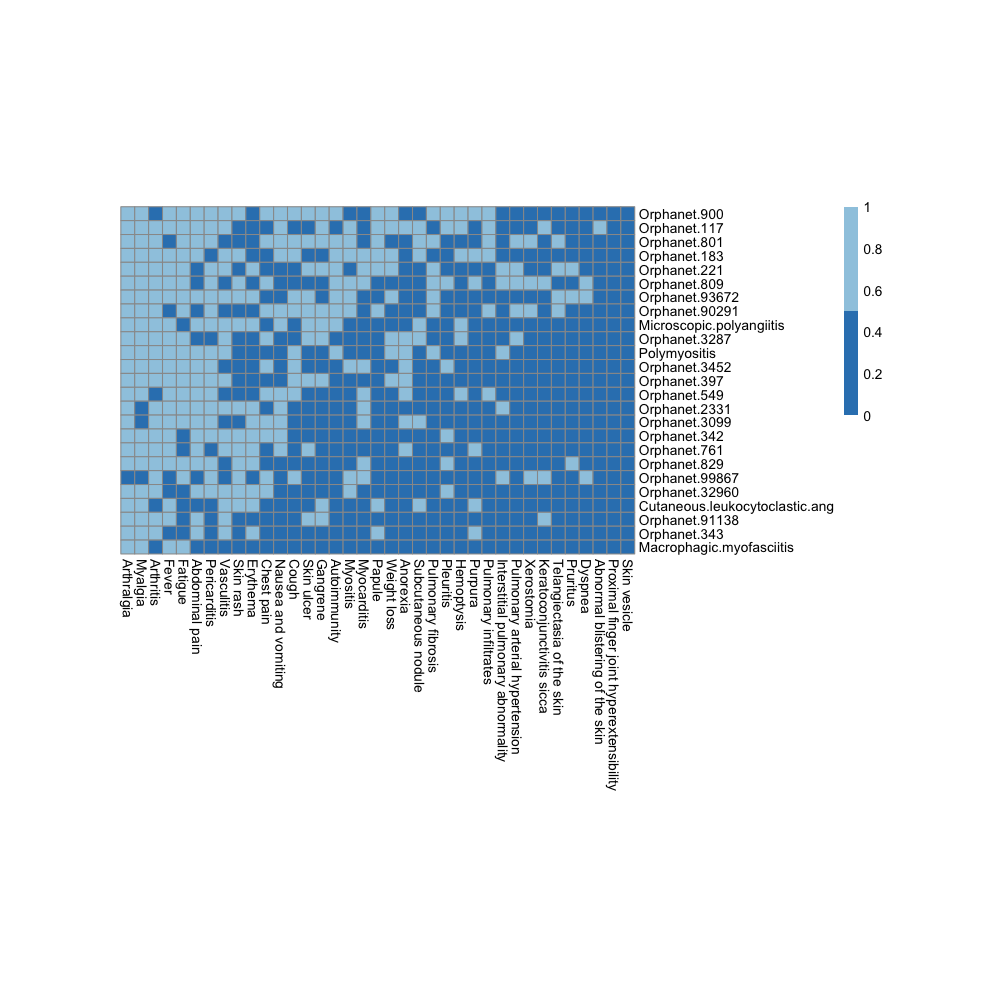 Orphanet.900
Orphanet.117
Orphanet.801
Orphanet.183
Orphanet.221
Orphanet.809
Orphanet.93672
Orphanet.90291
Microscopic.polyangiitis
Orphanet.3287
Polymyositis
Orphanet.3452
Orphanet.397
Orphanet.549
Orphanet.2331
Orphanet.3099
Orphanet.342
Orphanet.761
Orphanet.829
Orphanet.99867
Orphanet.32960
Cutaneous.leukocytoclastic.ang
Orphanet.91138
Orphanet.343
Macrophagic.myofasciitis
1
0.8
0.6
0.4
0.2
0
Arthralgia
Myalgia
Arthritis
Fever
Fatigue
Abdominal pain
Pericarditis
Vasculitis
Skin rash
Erythema
Chest pain
Nausea and vomiting
Cough
Skin ulcer
Gangrene
Autoimmunity
Myositis
Myocarditis
Papule
Weight loss
Anorexia
Subcutaneous nodule
Pulmonary fibrosis
Pleuritis
Hemoptysis
Purpura
Pulmonary infiltrates
Interstitial pulmonary abnormality
Pulmonary arterial hypertension
Xerostomia
Keratoconjunctivitis sicca
Telangiectasia of the skin
Pruritus
Dyspnea
Abnormal blistering of the skin
Proximal finger joint hyperextensibility
Skin vesicle